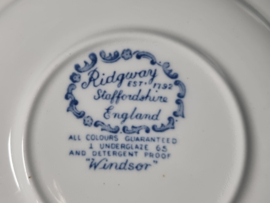 Ridgway
EST. 1792
Staffordshire
England
ALL COLOURS GUARANTEED
UNDERGLAZE
AND DETERGENT PROOF
"Windsor"